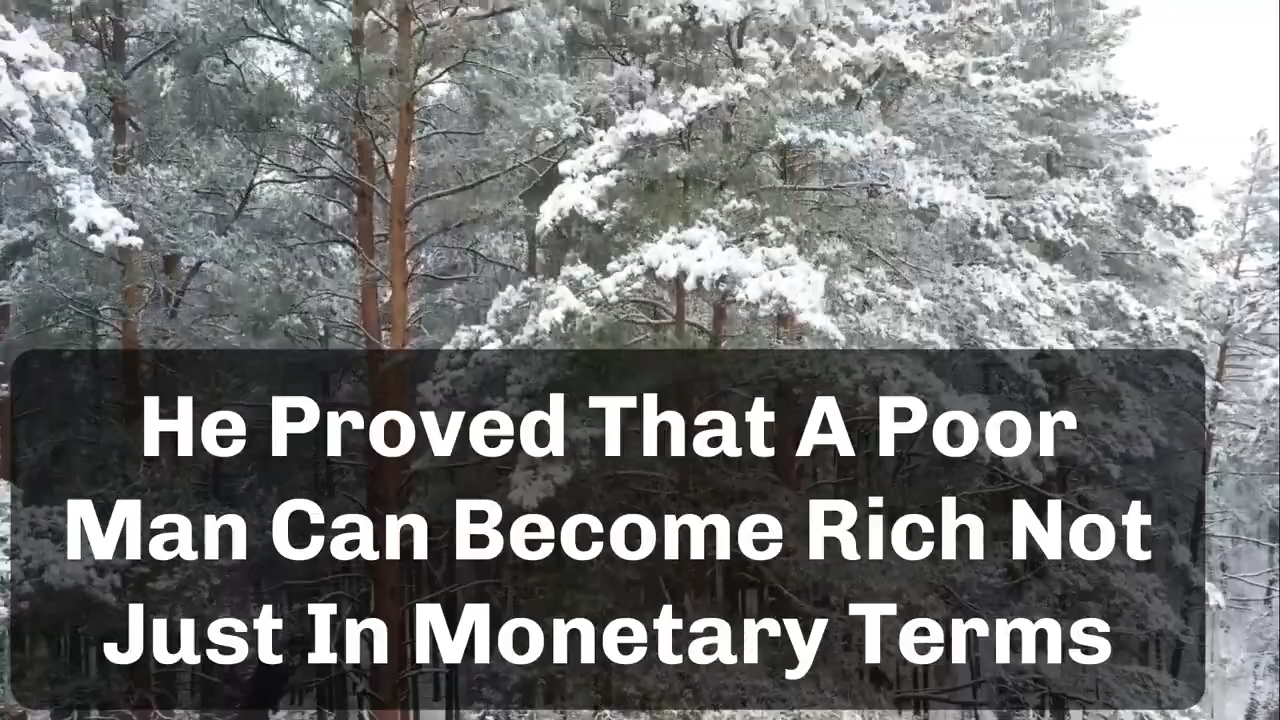 He Proved That A Poor
Man Can Become Rich Not
Just In Monetary Terms